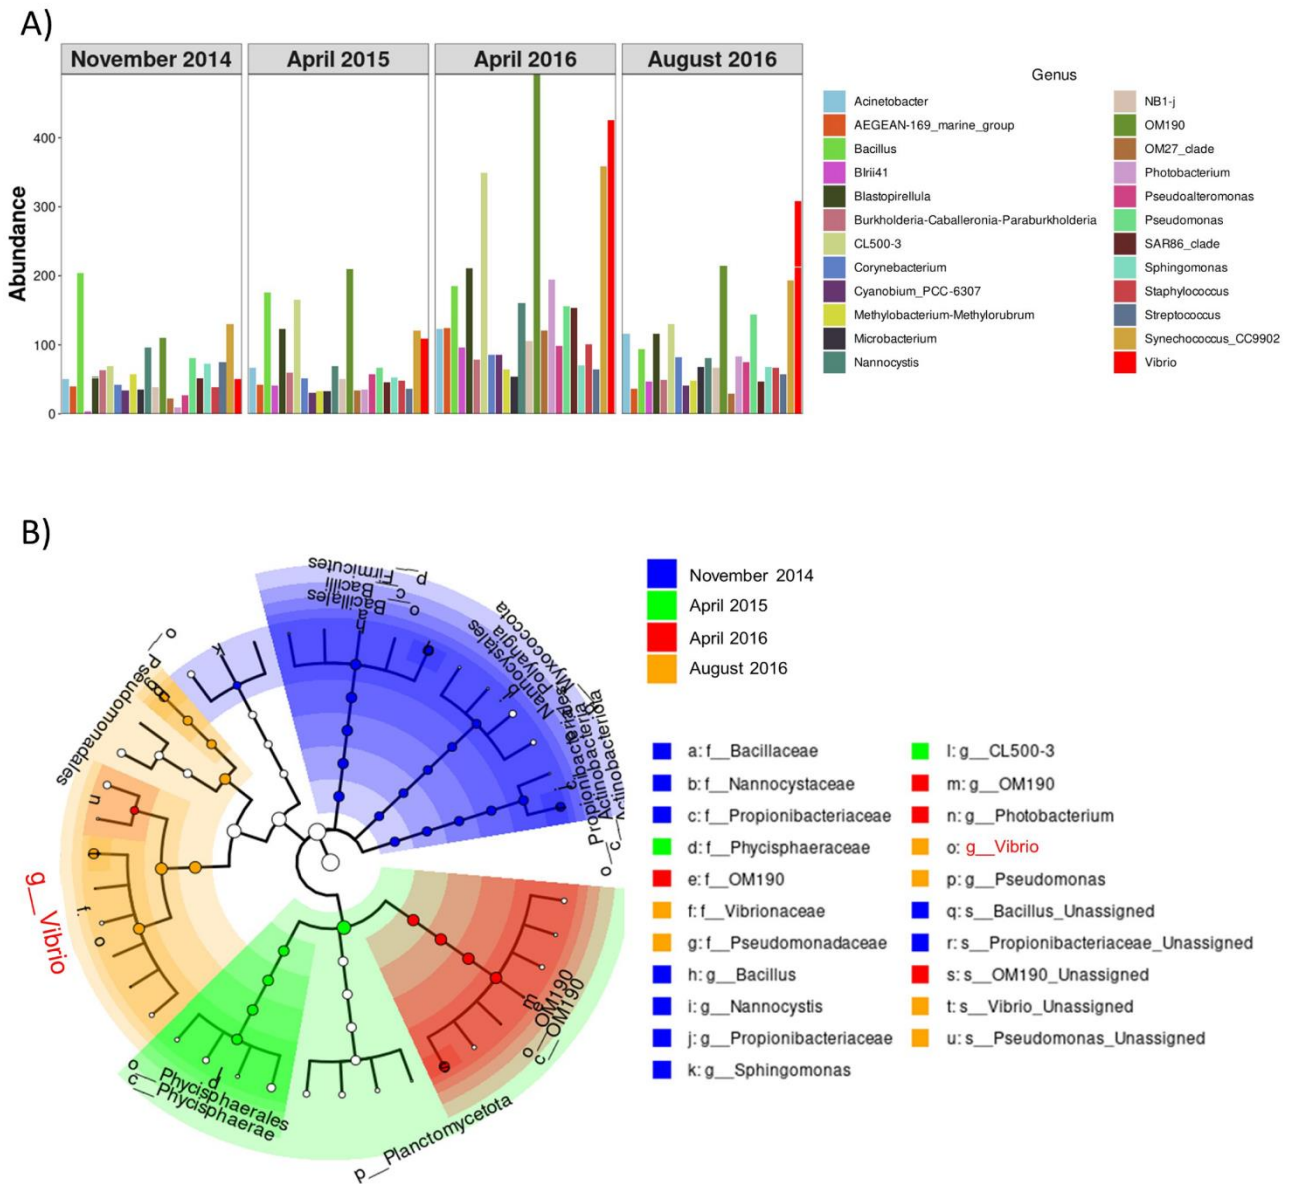 A)
November 2014
April 2015
April 2016
August 2016
Abundance
400
300
200
100
0
Genus
Acinetobacter
AEGEAN-169_marine_group
Bacillus
Blrii41
Blastopirellula
Burkholderia-Caballeronia-Paraburkholderia
CL500-3
Corynebacterium
Cyanobium_PCC-6307
Methylobacterium-Methylorubrum
Microbacterium
Nannocystis
NB1-j
OM190
OM27_clade
Photobacterium
Pseudoalteromonas
Pseudomonas
SAR86_clade
Sphingomonas
Staphylococcus
Streptococcus
Synechococcus_CC9902
Vibrio
B)
p__Firmicutes
c__Bacilli
o__Bacillales
a
h
Nannocystales
Polyangia
Myxococcota
b
k
o__Pseudomonadales
n
f
o
g__Vibrio
o__Phycisphaerales
c__Phycisphaerae
d
l
p__Planctomycetota
m
e
o__OM190
c__OM190
o__Propionibacteriales
c__Actinobacteria
Actinobacteriota
November 2014
April 2015
April 2016
August 2016
a: f__Bacillaceae
b: f__Nannocystaceae
c: f__Propionibacteriaceae
d: f__Phycisphaeraceae
e: f__OM190
f: f__Vibrionaceae
g: f__Pseudomonadaceae
h: g__Bacillus
i: g__Nannocystis
j: g__Propionibacteriaceae
k: g__Sphingomonas
l: g__CL500-3
m: g__OM190
n: g__Photobacterium
o: g__Vibrio
p: g__Pseudomonas
q: s__Bacillus_Unassigned
r: s__Propionibacteriaceae_Unassigned
s: s__OM190_Unassigned
t: s__Vibrio_Unassigned
u: s__Pseudomonas_Unassigned